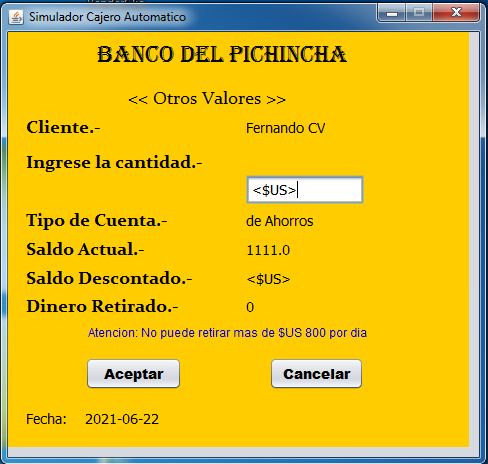 Simulador Cajero Automatico
BANCO DEL PICHINCHA
<< Otros Valores >>
Cliente.- Fernando CV
Ingrese la cantidad.-
<$US>
Tipo de Cuenta.- de Ahorros
Saldo Actual.- 1111.0
Saldo Descontado.- <$US>
Dinero Retirado.- 0
Atencion: No puede retirar mas de $US 800 por dia
Aceptar Cancelar
Fecha: 2021-06-22